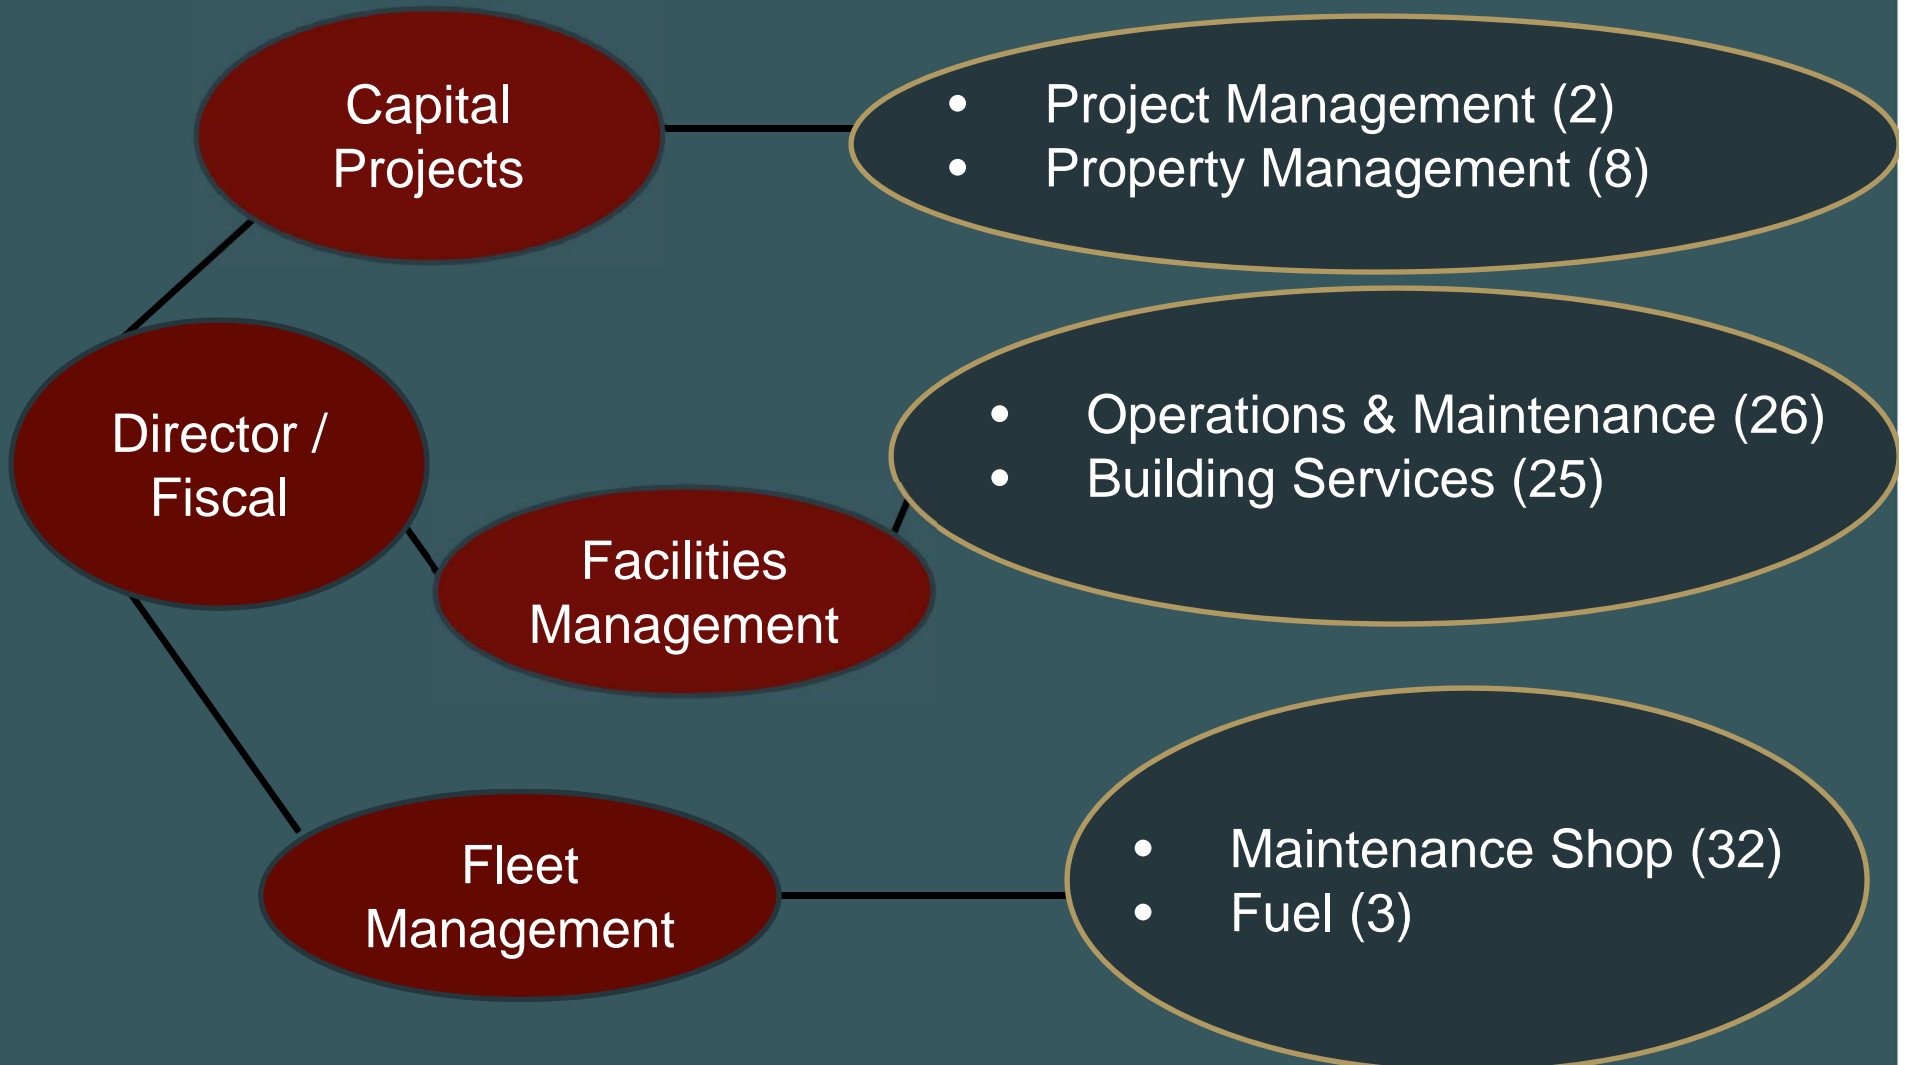 Capital
Projects
• Project Management (2)
• Property Management (8)
Director /
Fiscal
• Operations & Maintenance (26)
• Building Services (25)
Facilities
Management
Fleet
Management
• Maintenance Shop (32)
• Fuel (3)